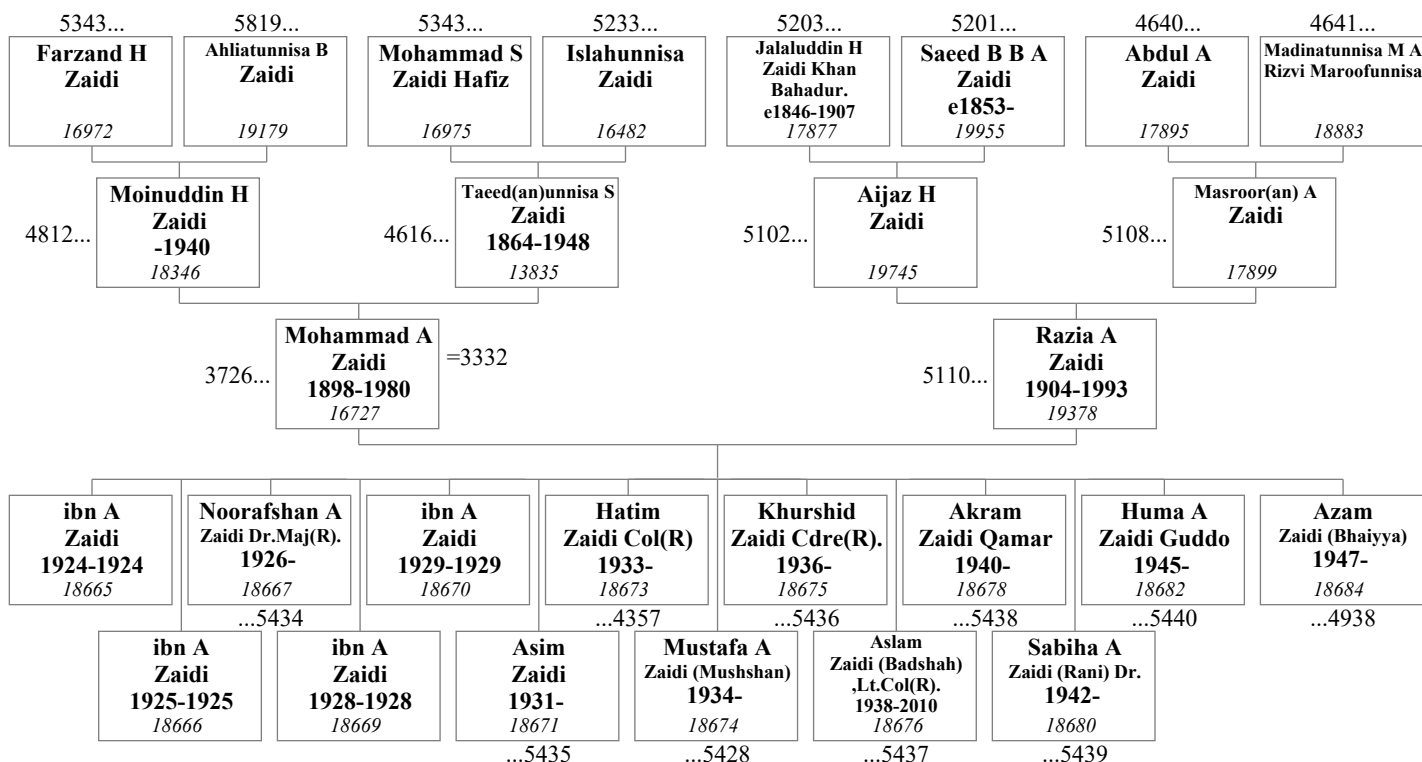 5343... 5819... 5343... 5233... 5203... 5201... 4640... 4641...
Farzand H
Zaidi
16972
Ahliatunnisa B
Zaidi
19179
Mohammad S
Zaidi Hafiz
16975
Islahunnisa
Zaidi
16482
Jalaluddin H
Zaidi Khan
Bahadur.
e1846-1907
17877
Saeed B B A
Zaidi
e1853-
19955
Abdul A
Zaidi
17895
Madinatunnisa M A
Rizvi Maroofunnisa
18883
4812...
Moinuddin H
Zaidi
-1940
18346
4616...
Taeed(an)unnisa S
Zaidi
1864-1948
13835
5102...
Aijaz H
Zaidi
19745
5108...
Masroor(an) A
Zaidi
17899
3726...
Mohammad A
Zaidi
1898-1980
16727
=3332
5110...
Razia A
Zaidi
1904-1993
19378
ibn A
Zaidi
1924-1924
18665
Noorafshan A
Zaidi Dr.Maj(R).
1926-
18667
...5434
ibn A
Zaidi
1929-1929
18670
Hatim
Zaidi Col(R)
1933-
18673
...4357
Khurshid
Zaidi Cdre(R).
1936-
18675
...5436
Akram
Zaidi Qamar
1940-
18678
...5438
Huma A
Zaidi Guddo
1945-
18682
...5440
Azam
Zaidi (Bhaiyya)
1947-
18684
...4938
ibn A
Zaidi
1925-1925
18666
ibn A
Zaidi
1928-1928
18669
Asim
Zaidi
1931-
18671
...5435
Mustafa A
Zaidi (Mushshan)
1934-
18674
...5428
Aslam
Zaidi (Badshah)
,Lt.Col(R).
1938-2010
18676
...5437
Sabiha A
Zaidi (Rani) Dr.
1942-
18680
...5439